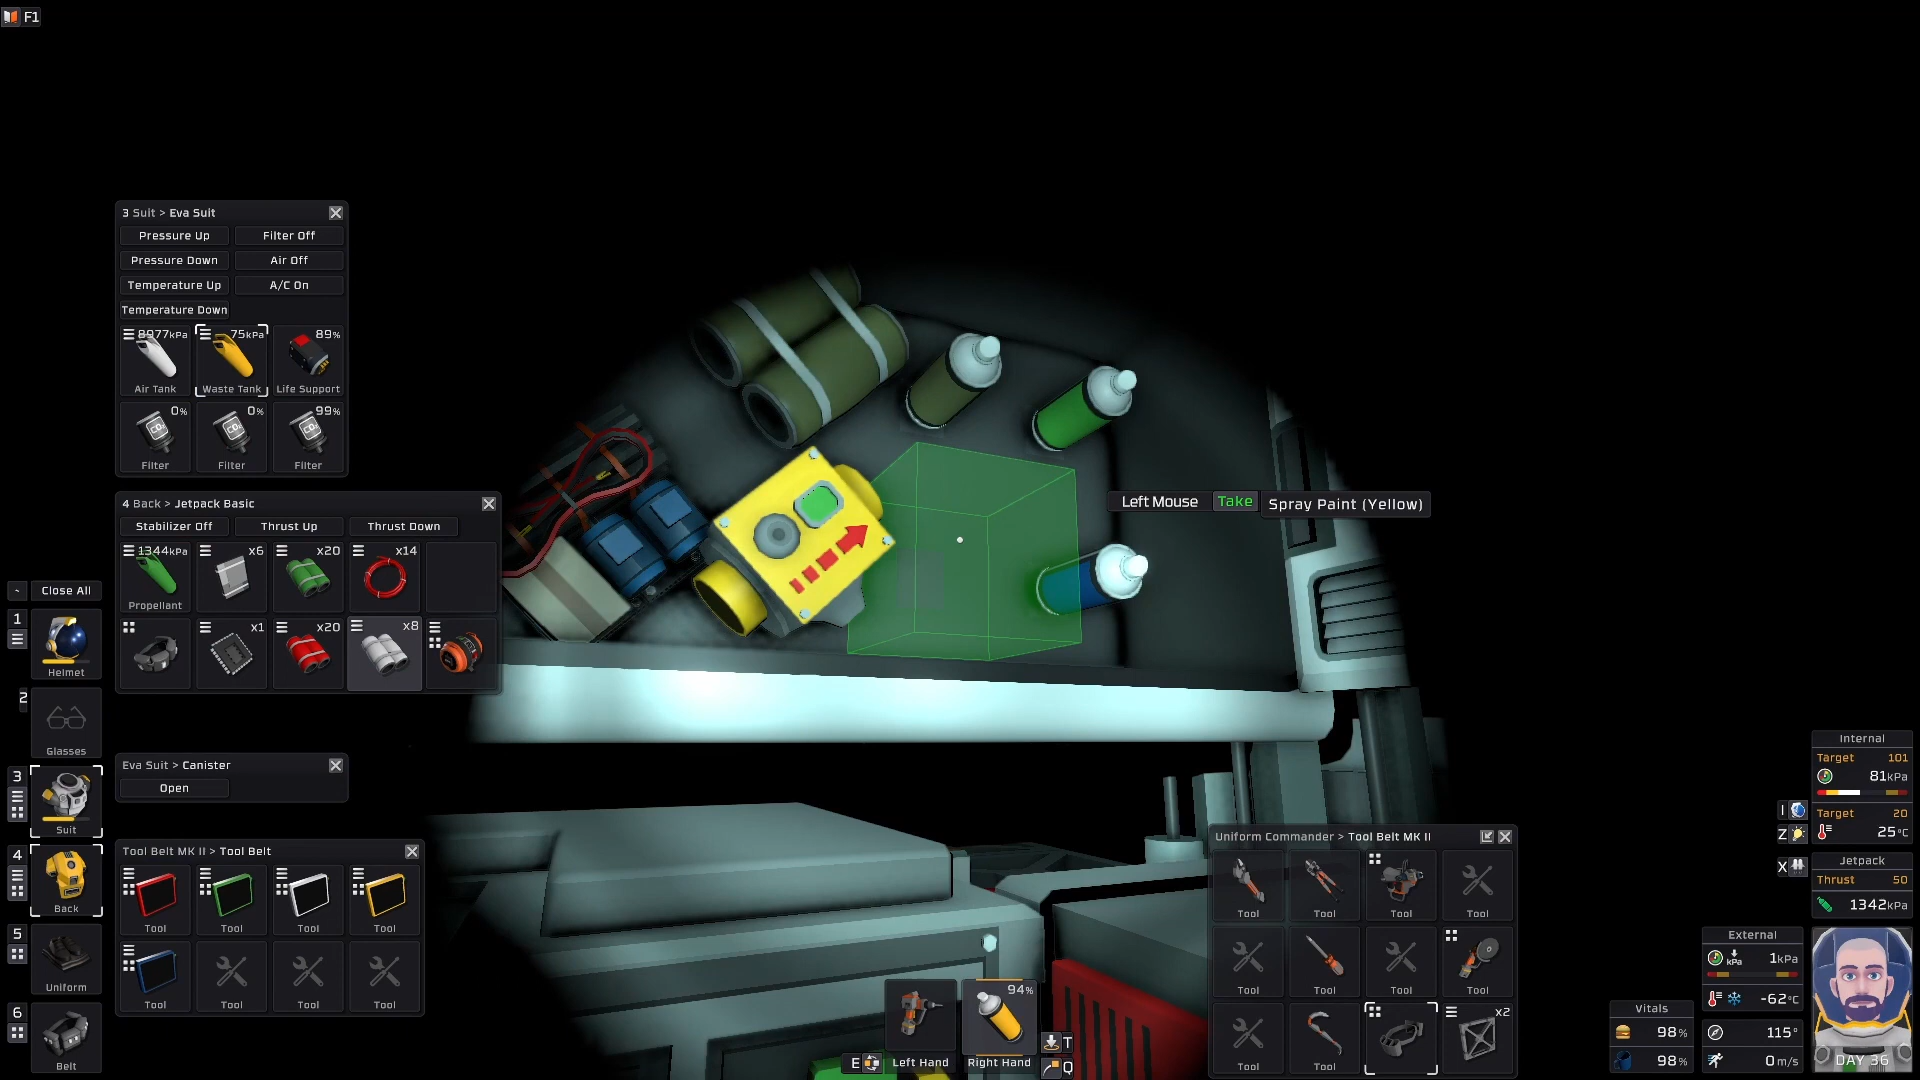 F1
3 Suit > Eva Suit
Pressure Up Filter Off
Pressure Down Air Off
Temperature Up A/C On
Temperature Down
8977kPa 75kPa 89%
Air Tank Waste Tank Life Support
0% 0% 99%
CO₂ CO₂ CO₂
Filter Filter Filter
4 Back > Jetpack Basic
Stabilizer Off Thrust Up Thrust Down
1344kPa x6 x20 x14
Propellant
x1 x20 x8
~ Close All
1 Helmet
2 Glasses
3 Suit
4 Back
5 Uniform
6 Belt
Eva Suit > Canister
Open
Tool Belt MK II > Tool Belt
Tool Tool Tool Tool
Tool Tool Tool Tool
Left Mouse Take Spray Paint (Yellow)
94%
E Left Hand Right Hand
T
Q
Uniform Commander > Tool Belt MK II
Tool Tool Tool Tool
Tool Tool Tool Tool
x2
Tool Tool
Internal
Target 101
81kPa
Target 20
25°C
I
Z
X
Jetpack
Thrust 50
1342kPa
External
kPa 1kPa
-62°C
115°
0m/s
Vitals
98%
98%
DAY 36